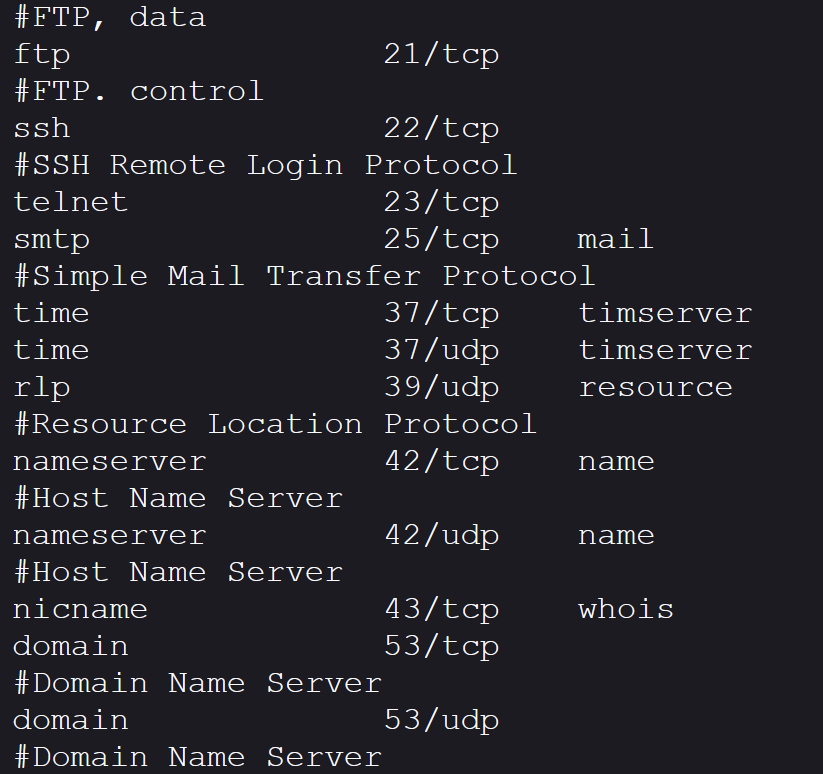 #FTP, data
ftp 21/tcp
#FTP. control
ssh 22/tcp
#SSH Remote Login Protocol
telnet 23/tcp
smtp 25/tcp mail
#Simple Mail Transfer Protocol
time 37/tcp timserver
time 37/udp timserver
rlp 39/udp resource
#Resource Location Protocol
nameserver 42/tcp name
#Host Name Server
nameserver 42/udp name
#Host Name Server
nicname 43/tcp whois
domain 53/tcp
#Domain Name Server
domain 53/udp
#Domain Name Server